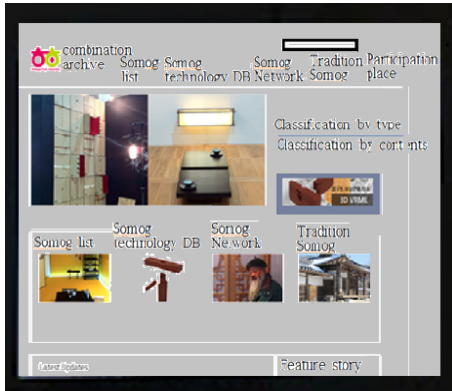 combination
archive
Somog
list
Somog
technology DB
Somog
Network
Tradition
Somog
Participation
place
Classification by type
Classification by contents
3D VRML
Somog list
Somog
technology DB
Somog
Network
Tradition
Somog
Latest Updates
Feature story